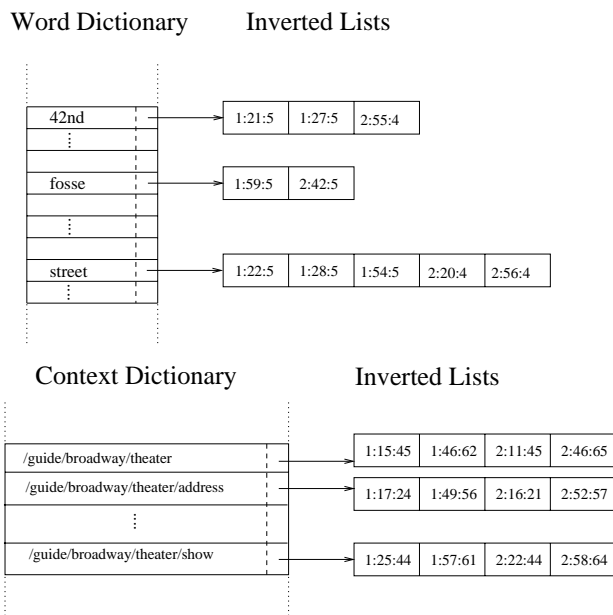 Word Dictionary Inverted Lists
42nd 1:21:5 1:27:5 2:55:4
fosse 1:59:5 2:42:5
street 1:22:5 1:28:5 1:54:5 2:20:4 2:56:4
Context Dictionary Inverted Lists
/guide/broadway/theater 1:15:45 1:46:62 2:11:45 2:46:65
/guide/broadway/theater/address 1:17:24 1:49:56 2:16:21 2:52:57
/guide/broadway/theater/show 1:25:44 1:57:61 2:22:44 2:58:64